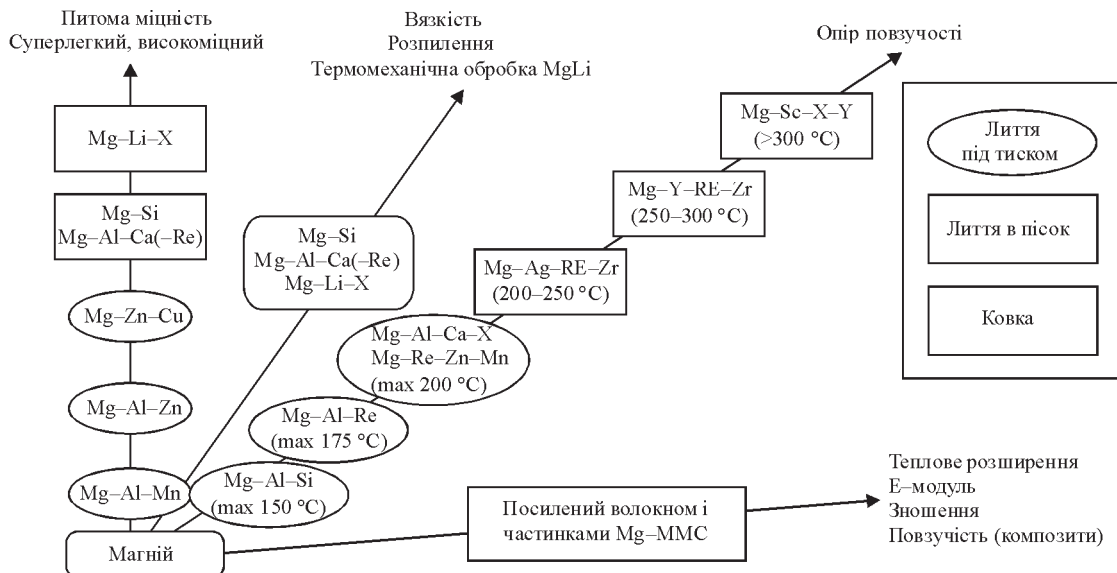 Питома міцність
Суперлегкий, високоміцний
Вязкість
Розпилення
Термомеханічна обробка MgLi
Опір повзучості
Mg–Li–X
Mg–Si
Mg–Al–Ca(–Re)
Mg–Zn–Cu
Mg–Al–Zn
Mg–Al–Mn
Магній
Mg–Si
Mg–Al–Ca(–Re)
Mg–Li–X
Mg–Sc–X–Y
(>300 °C)
Mg–Y–RE–Zr
(250–300 °C)
Mg–Ag–RE–Zr
(200–250 °C)
Mg–Al–Ca–X
Mg–Re–Zn–Mn
(max 200 °C)
Mg–Al–Re
(max 175 °C)
Mg–Al–Si
(max 150 °C)
Посилений волокном і
частинками Mg–MMC
Теплове розширення
Е–модуль
Зношення
Повзучість (композити)
Лиття
під тиском
Лиття в пісок
Ковка